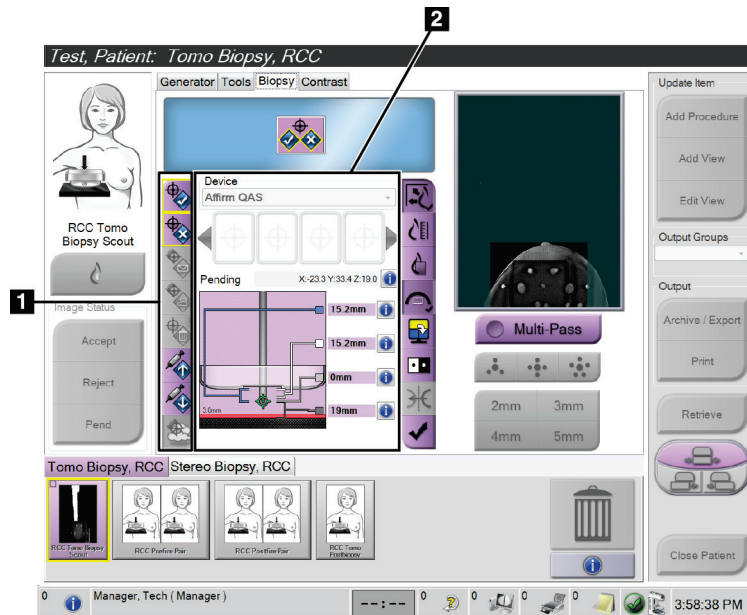 2
Test, Patient: Tomo Biopsy, RCC
Generator Tools Biopsy Contrast
Update Item
Add Procedure
Add View
Edit View
Device
Affirm QAS
RCC Tomo
Biopsy Scout
Output Groups
Pending X:-23.3 Y:33.4 Z:19.0
1
Image Status
Output
15.2mm
Archive / Export
Multi-Pass
Accept
15.2mm
Print
Reject
0mm
2mm 3mm
Retrieve
3.0mm
19mm
Pend
4mm 5mm
Tomo Biopsy, RCC Stereo Biopsy, RCC
RCC Tomo Biopsy
Scout
RCC Prefire Pair
RCC Postfire Pair
RCC Tomo
Postbiopsy
Close Patient
0 Manager, Tech ( Manager ) --:-- 0 0 0 0 3:58:38 PM